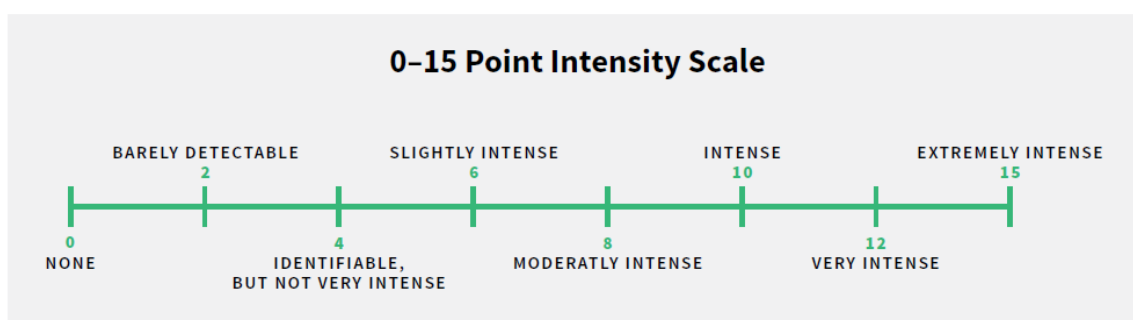 0–15 Point Intensity Scale
BARELY DETECTABLE
2
SLIGHTLY INTENSE
6
INTENSE
10
EXTREMELY INTENSE
15
0
NONE
4
IDENTIFIABLE,
BUT NOT VERY INTENSE
8
MODERATLY INTENSE
12
VERY INTENSE